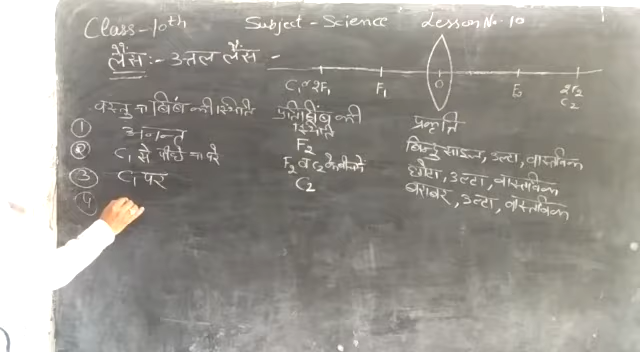 Class-10th Subject-Science Lesson No. 10
लेंस :- उत्तल लेंस :-
C₁ or 2F₁ F₁ O F₂ 2F₂
C₂
वस्तु या बिंब की स्थिति प्रतिबिंब की स्थिति प्रकृति
① अनन्त F₂ बिन्दु साइज, उल्टा, वास्तविक
② C₁ से पीछे या परे F₂ व C₂ के बीच में छोटा, उल्टा, वास्तविक
③ C₁ पर C₂ बराबर, उल्टा, वास्तविक
④